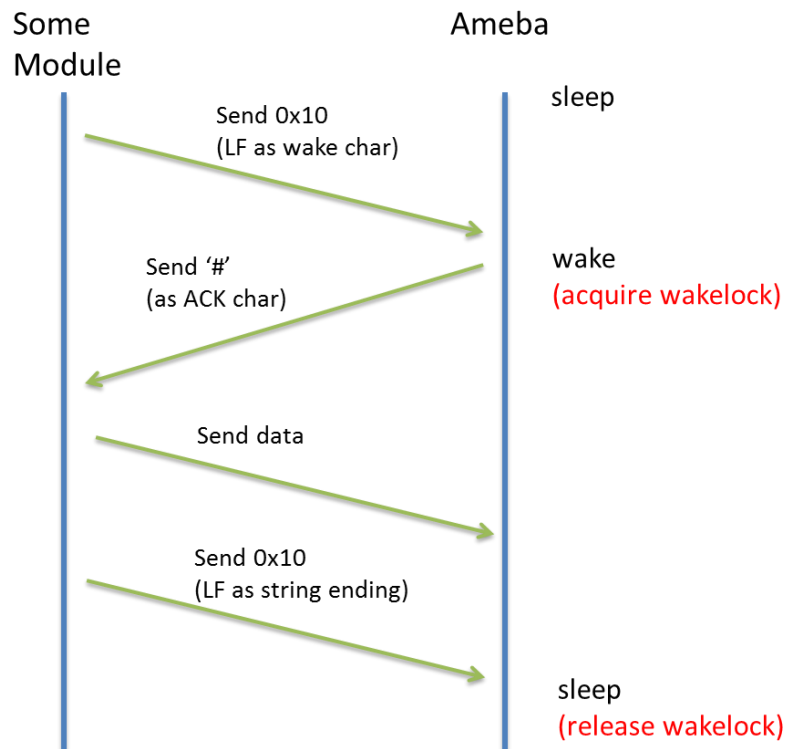 Some
Module
Ameba
sleep
Send 0x10
(LF as wake char)
wake
(acquire wakelock)
Send ‘#’
(as ACK char)
Send data
Send 0x10
(LF as string ending)
sleep
(release wakelock)